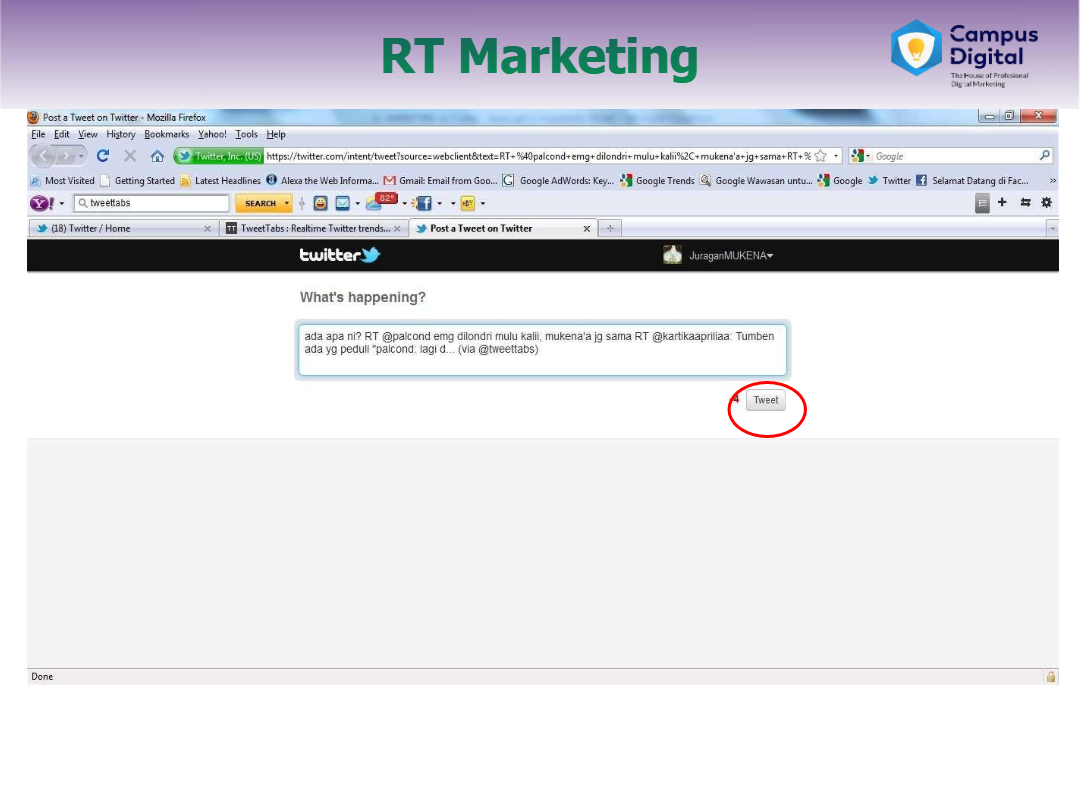 RT Marketing
Campus
Digital
The House of Profesional
Digital Marketing
Post a Tweet on Twitter - Mozilla Firefox
File Edit View History Bookmarks Yahoo! Tools Help
Twitter, Inc. (US) https://twitter.com/intent/tweet?source=webclient&text=RT+%40palcond+emg+dilondri+mulu+kalii%2C+mukena'a+jg+sama+RT+% Google
Most Visited Getting Started Latest Headlines Alexa the Web Informa... Gmail: Email from Goo... Google AdWords: Key... Google Trends Google Wawasan untu... Google Twitter Selamat Datang di Fac... »
Y! tweettabs SEARCH 82° eBY
(18) Twitter / Home TweetTabs : Realtime Twitter trends... Post a Tweet on Twitter
twitter JuraganMUKENA
What's happening?
ada apa ni? RT @palcond emg dilondri mulu kalii, mukena'a jg sama RT @kartikaapriliaa: Tumben
ada yg peduli "palcond: lagi d... (via @tweettabs)
4 Tweet
Done